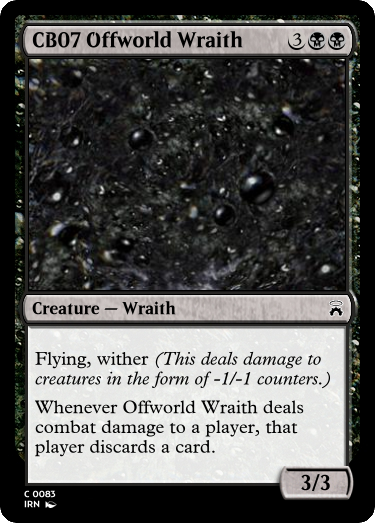 CB07 Offworld Wraith 3
Creature — Wraith
Flying, wither (This deals damage to
creatures in the form of -1/-1 counters.)
Whenever Offworld Wraith deals
combat damage to a player, that
player discards a card.
3/3
C 0083
IRN